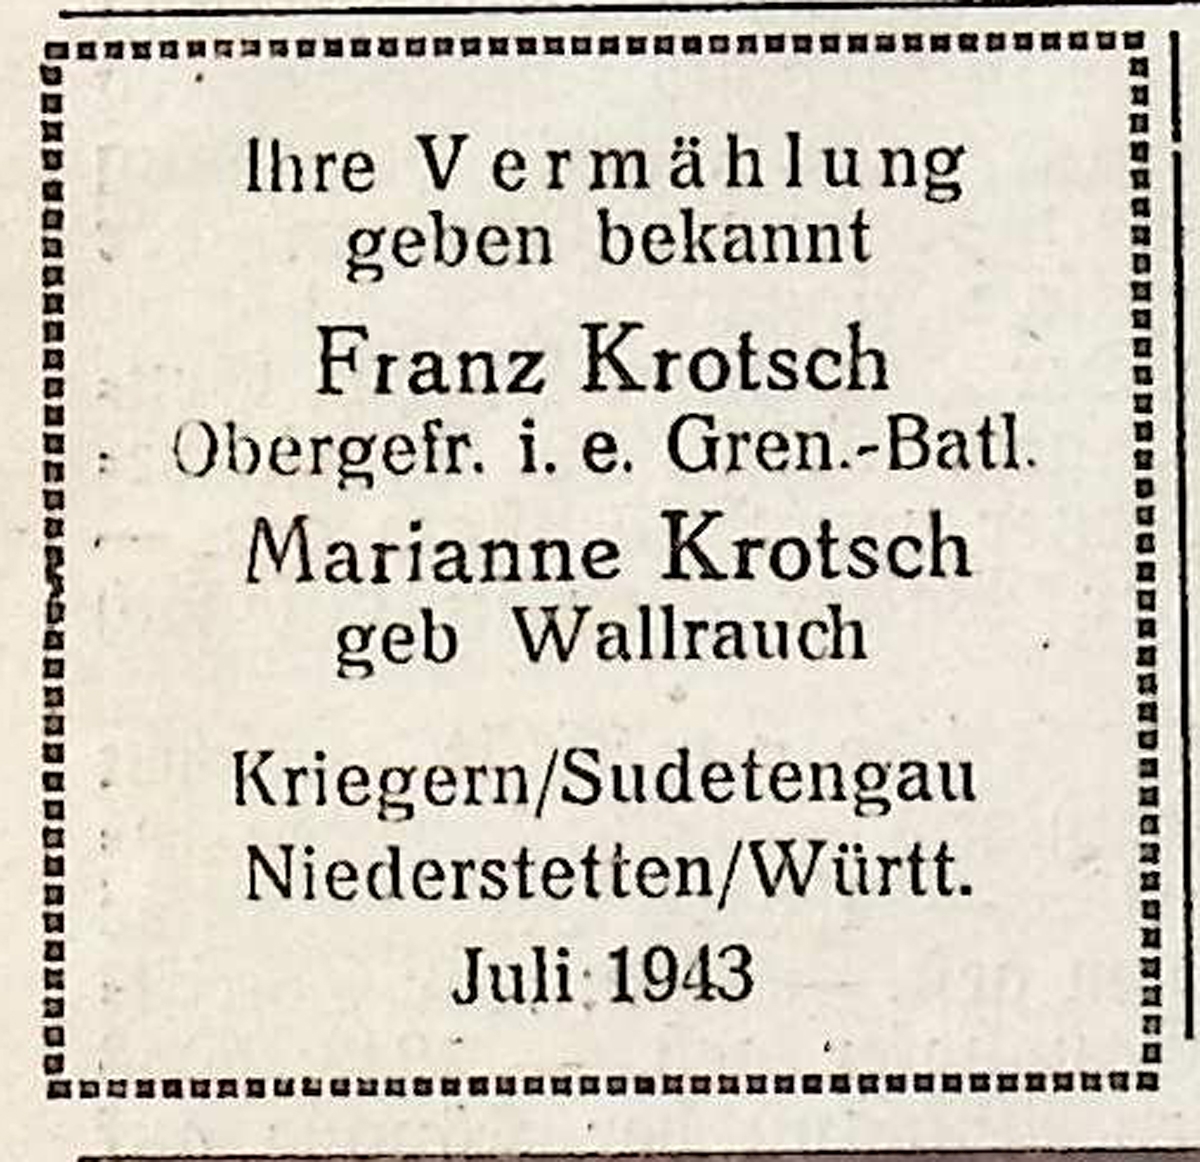 Ihre Vermählung
geben bekannt
Franz Krotsch
Obergefr. i. e. Gren.-Batl.
Marianne Krotsch
geb Wallrauch
Kriegern/Sudetengau
Niederstetten/Württ.
Juli 1943